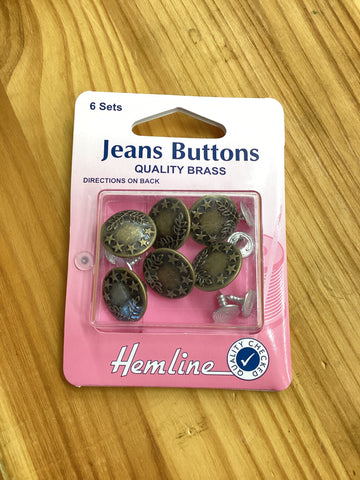 6 Sets
Jeans Buttons
QUALITY BRASS
DIRECTIONS ON BACK
Hemline
QUALITY CHECKED